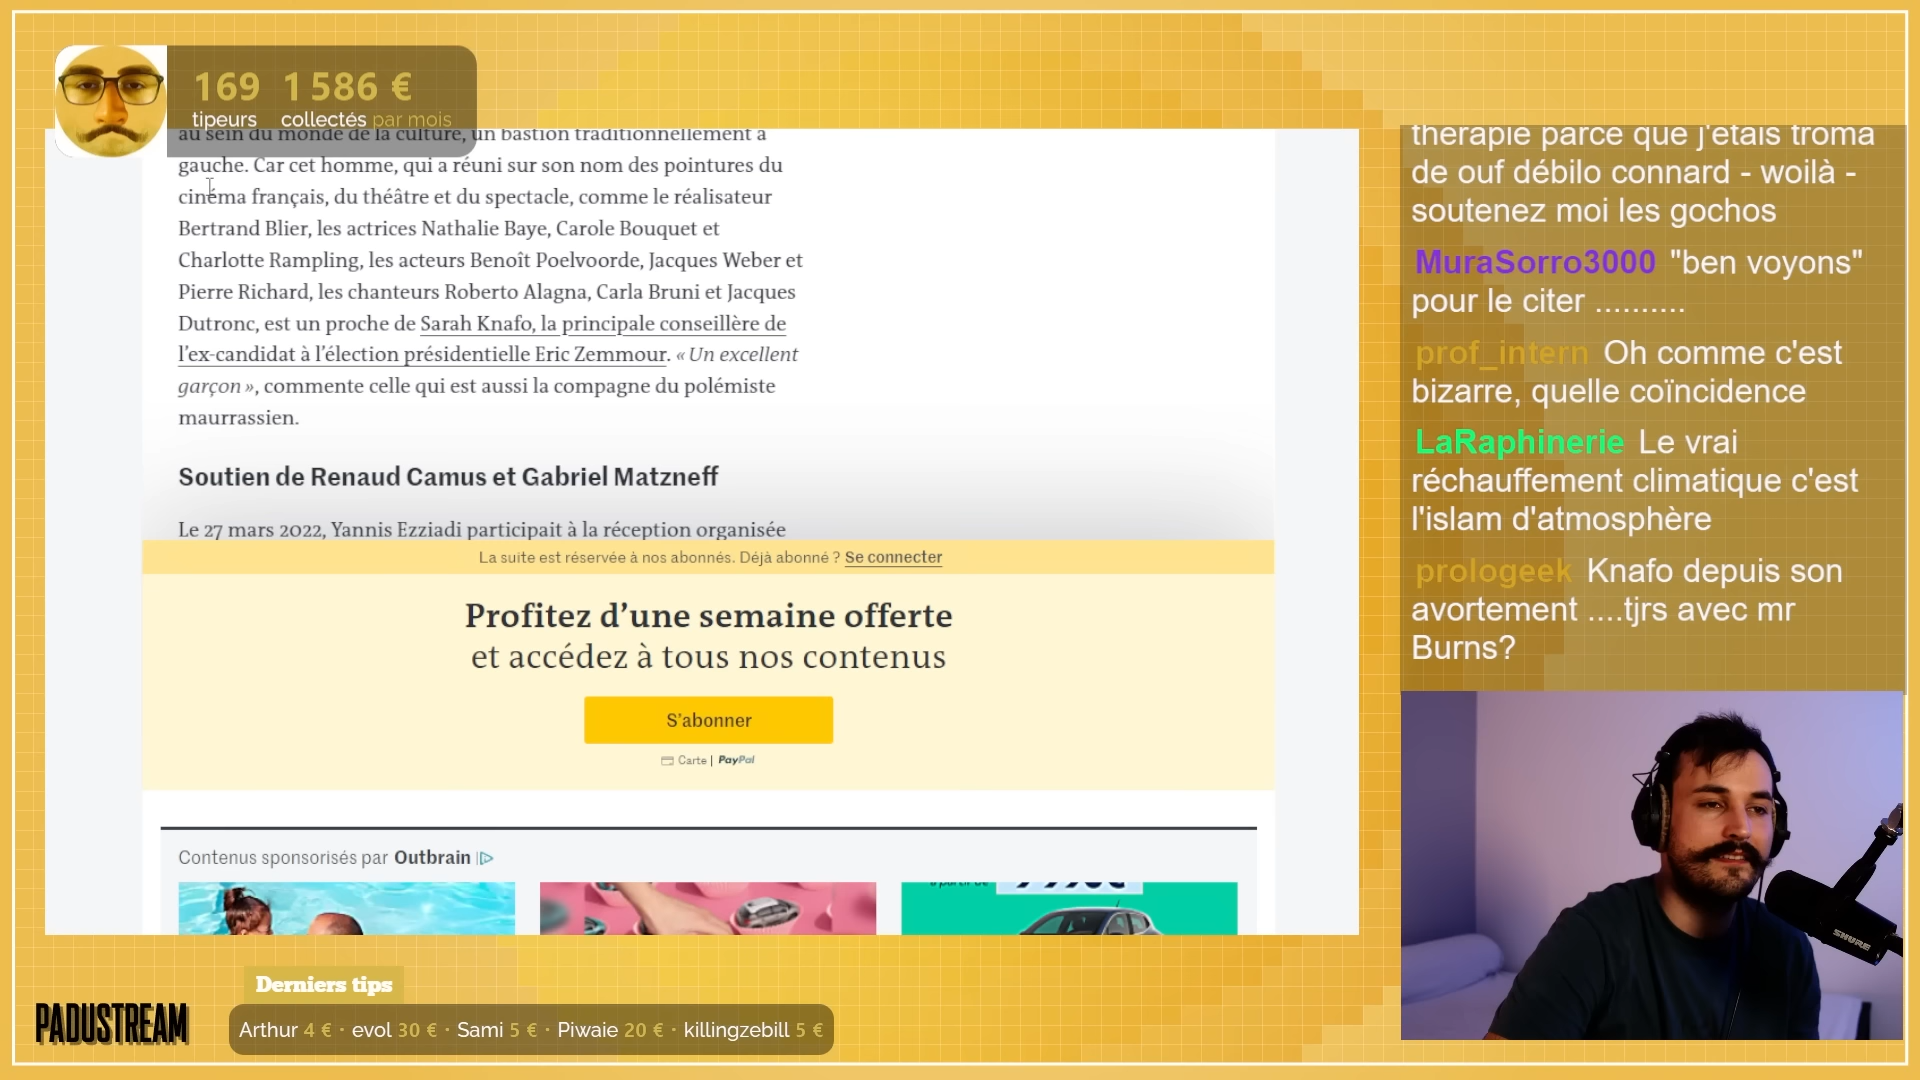 169 1 586 €
tipeurs collectés par mois
au sein du monde de la culture, un bastion traditionnellement à
gauche. Car cet homme, qui a réuni sur son nom des pointures du
cinéma français, du théâtre et du spectacle, comme le réalisateur
Bertrand Blier, les actrices Nathalie Baye, Carole Bouquet et
Charlotte Rampling, les acteurs Benoît Poelvoorde, Jacques Weber et
Pierre Richard, les chanteurs Roberto Alagna, Carla Bruni et Jacques
Dutronc, est un proche de Sarah Knafo, la principale conseillère de
l’ex-candidat à l’élection présidentielle Eric Zemmour. « Un excellent
garçon », commente celle qui est aussi la compagne du polémiste
maurrassien.
Soutien de Renaud Camus et Gabriel Matzneff
Le 27 mars 2022, Yannis Ezziadi participait à la réception organisée
La suite est réservée à nos abonnés. Déjà abonné ? Se connecter
Profitez d’une semaine offerte
et accédez à tous nos contenus
S’abonner
Carte | PayPal
Contenus sponsorisés par Outbrain
à partir de
thérapie parce que j'étais troma
de ouf débilo connard - woilà -
soutenez moi les gochos
MuraSorro3000 "ben voyons"
pour le citer ..........
prof_intern Oh comme c'est
bizarre, quelle coïncidence
LaRaphinerie Le vrai
réchauffement climatique c'est
l'islam d'atmosphère
prologeek Knafo depuis son
avortement ....tjrs avec mr
Burns?
SHURE
Derniers tips
PADUSTREAM
Arthur 4 € · evol 30 € · Sami 5 € · Piwaie 20 € · killingzebill 5 €